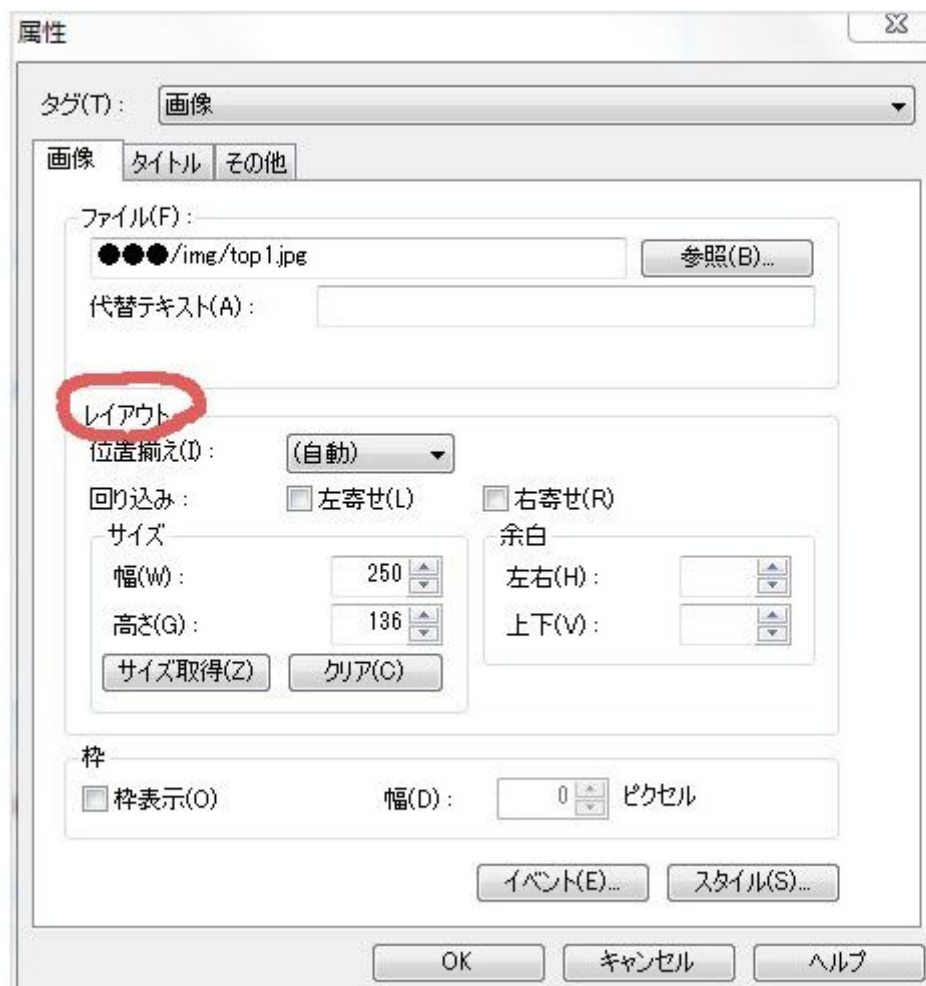 属性
タグ(T): 画像
画像 タイトル その他
ファイル(F):
●●●/img/top1.jpg 参照(B)...
代替テキスト(A):
レイアウト
位置揃え(I): (自動)
回り込み: 左寄せ(L) 右寄せ(R)
サイズ 余白
幅(W): 250 左右(H):
高さ(G): 136 上下(V):
サイズ取得(Z) クリア(C)
枠
枠表示(O) 幅(D): 0 ピクセル
イベント(E)... スタイル(S)...
OK キャンセル ヘルプ